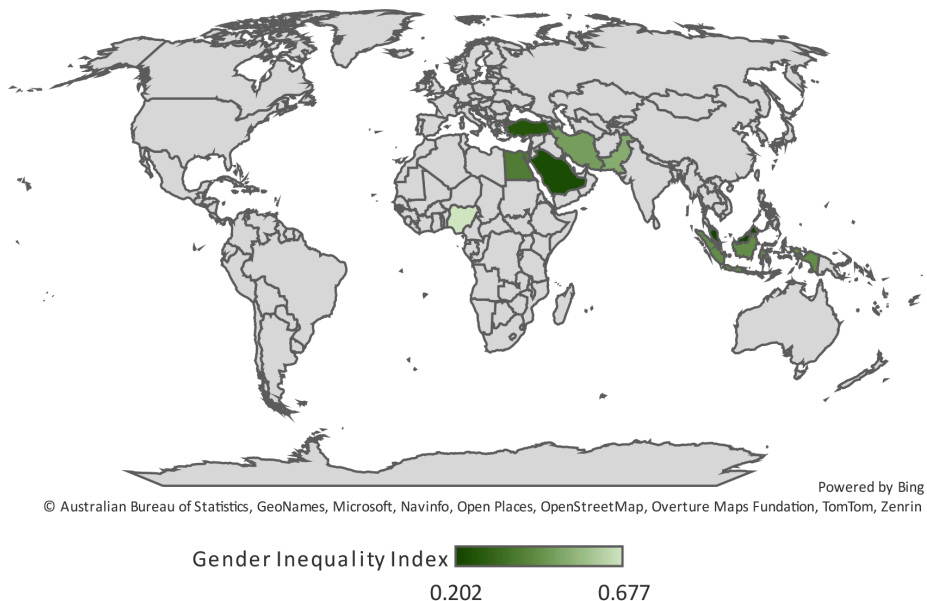 Powered by Bing
© Australian Bureau of Statistics, GeoNames, Microsoft, Navinfo, Open Places, OpenStreetMap, Overture Maps Fundation, TomTom, Zenrin
Gender Inequality Index
0.202 0.677